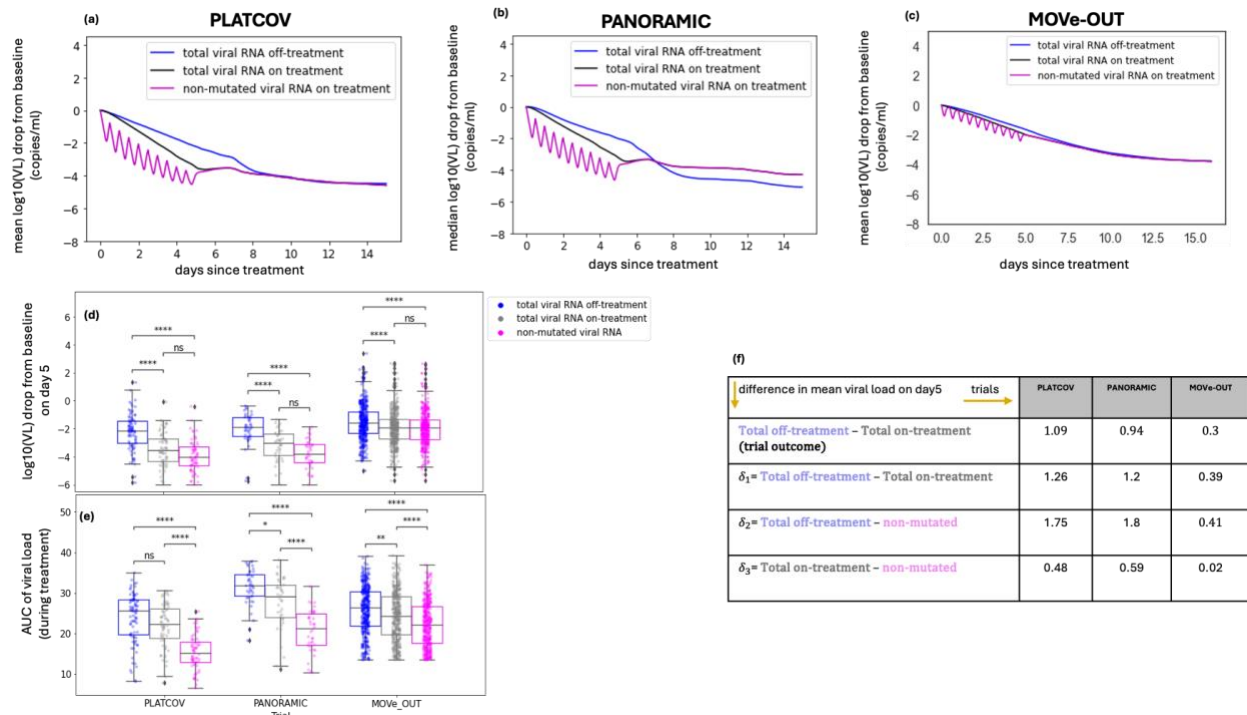 (a)
PLATCOV
total viral RNA off-treatment
total viral RNA on treatment
non-mutated viral RNA on treatment
mean log10(VL) drop from baseline
(copies/ml)
4
2
0
−2
−4
−6
−8
0 2 4 6 8 10 12 14
days since treatment
(b)
PANORAMIC
total viral RNA off-treatment
total viral RNA on treatment
non-mutated viral RNA on treatment
median log10(VL) drop from baseline
(copies/ml)
4
2
0
−2
−4
−6
−8
0 2 4 6 8 10 12 14
days since treatment
(c)
MOVe-OUT
total viral RNA off-treatment
total viral RNA on treatment
non-mutated viral RNA on treatment
mean log10(VL) drop from baseline
(copies/ml)
4
2
0
−2
−4
−6
−8
0.0 2.5 5.0 7.5 10.0 12.5 15.0
days since treatment
(d)
log10(VL) drop from baseline
on day 5
6
4
2
0
−2
−4
−6
**** ns ****
**** ns ****
**** ns ****
total viral RNA off-treatment
total viral RNA on-treatment
non-mutated viral RNA
(e)
AUC of viral load
(during treatment)
50
40
30
20
10
**** ns ****
**** * ****
**** ** ****
PLATCOV PANORAMIC MOVe_OUT
Trial
(f)
difference in mean viral load on day5 trials PLATCOV PANORAMIC MOVe-OUT
Total off-treatment – Total on-treatment 1.09 0.94 0.3
(trial outcome)
δ₁= Total off-treatment – Total on-treatment 1.26 1.2 0.39
δ₂= Total off-treatment – non-mutated 1.75 1.8 0.41
δ₃= Total on-treatment – non-mutated 0.48 0.59 0.02